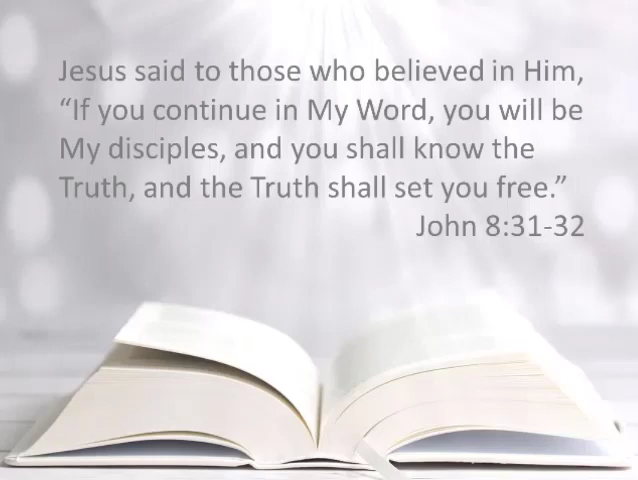 Jesus said to those who believed in Him,
“If you continue in My Word, you will be
My disciples, and you shall know the
Truth, and the Truth shall set you free.”
John 8:31-32